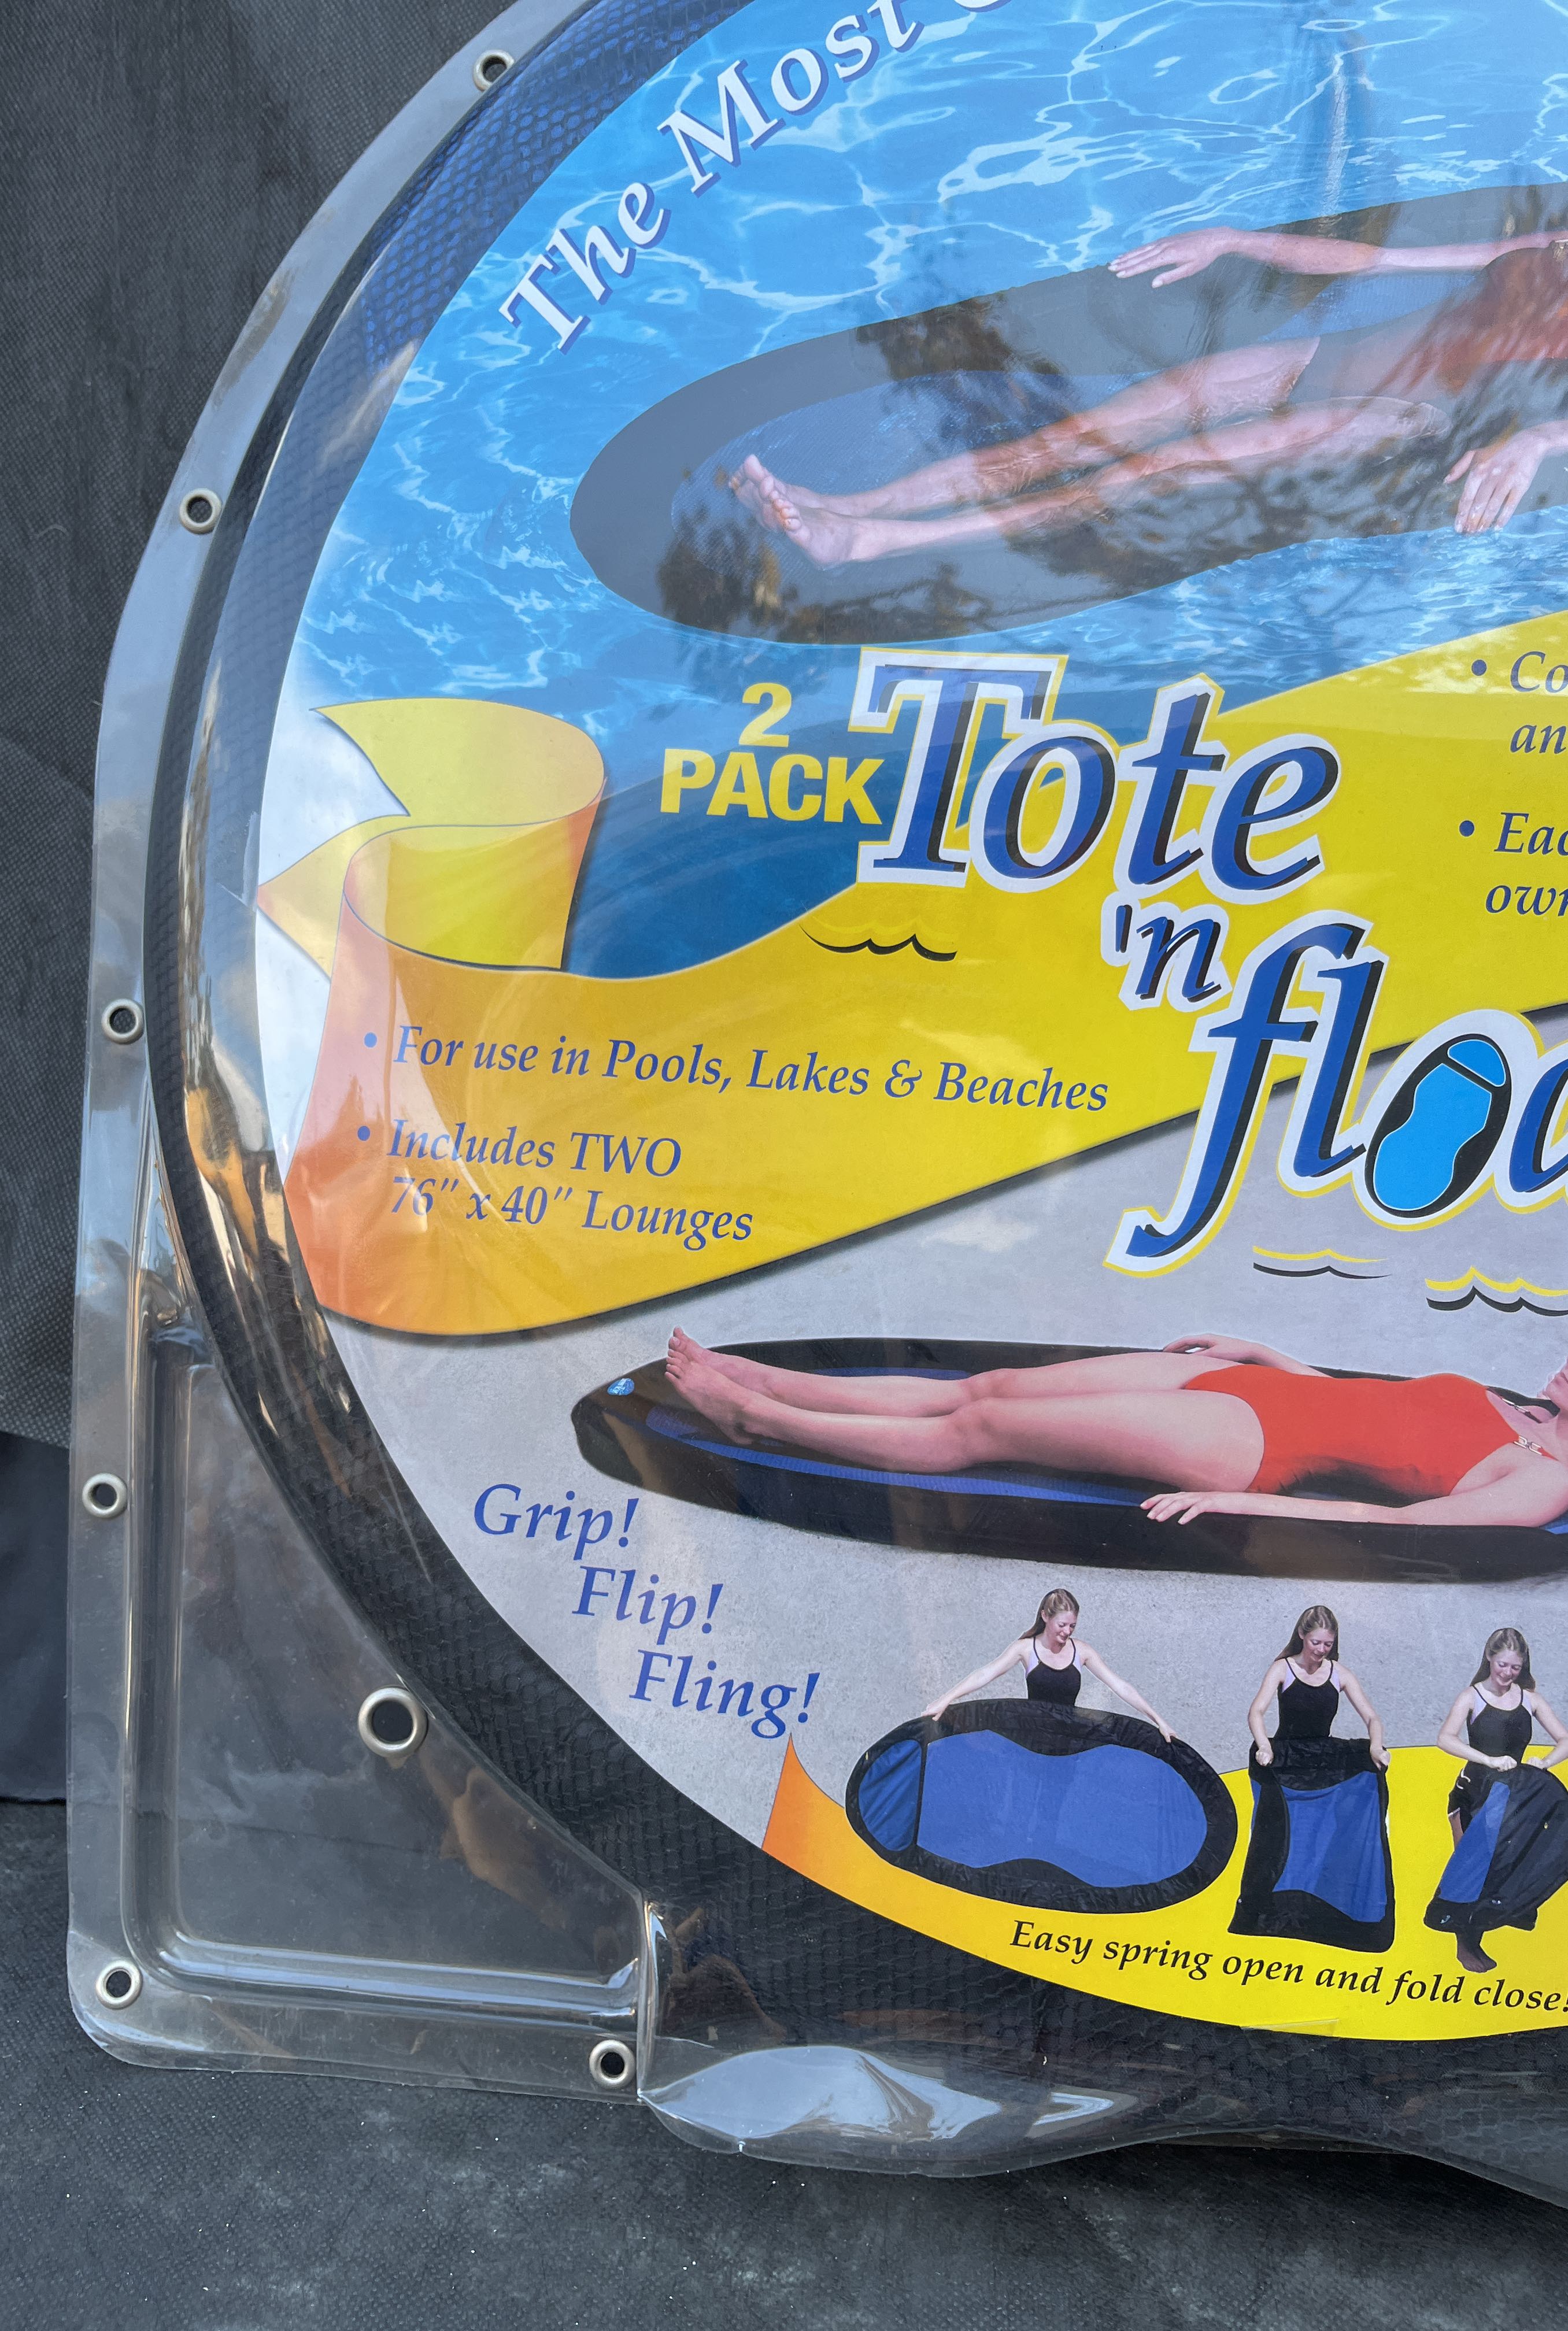 The Most
2
PACK
Tote
'n
• For use in Pools, Lakes & Beaches
• Includes TWO
76" x 40" Lounges
Grip!
Flip!
Fling!
Easy spring open and fold close!